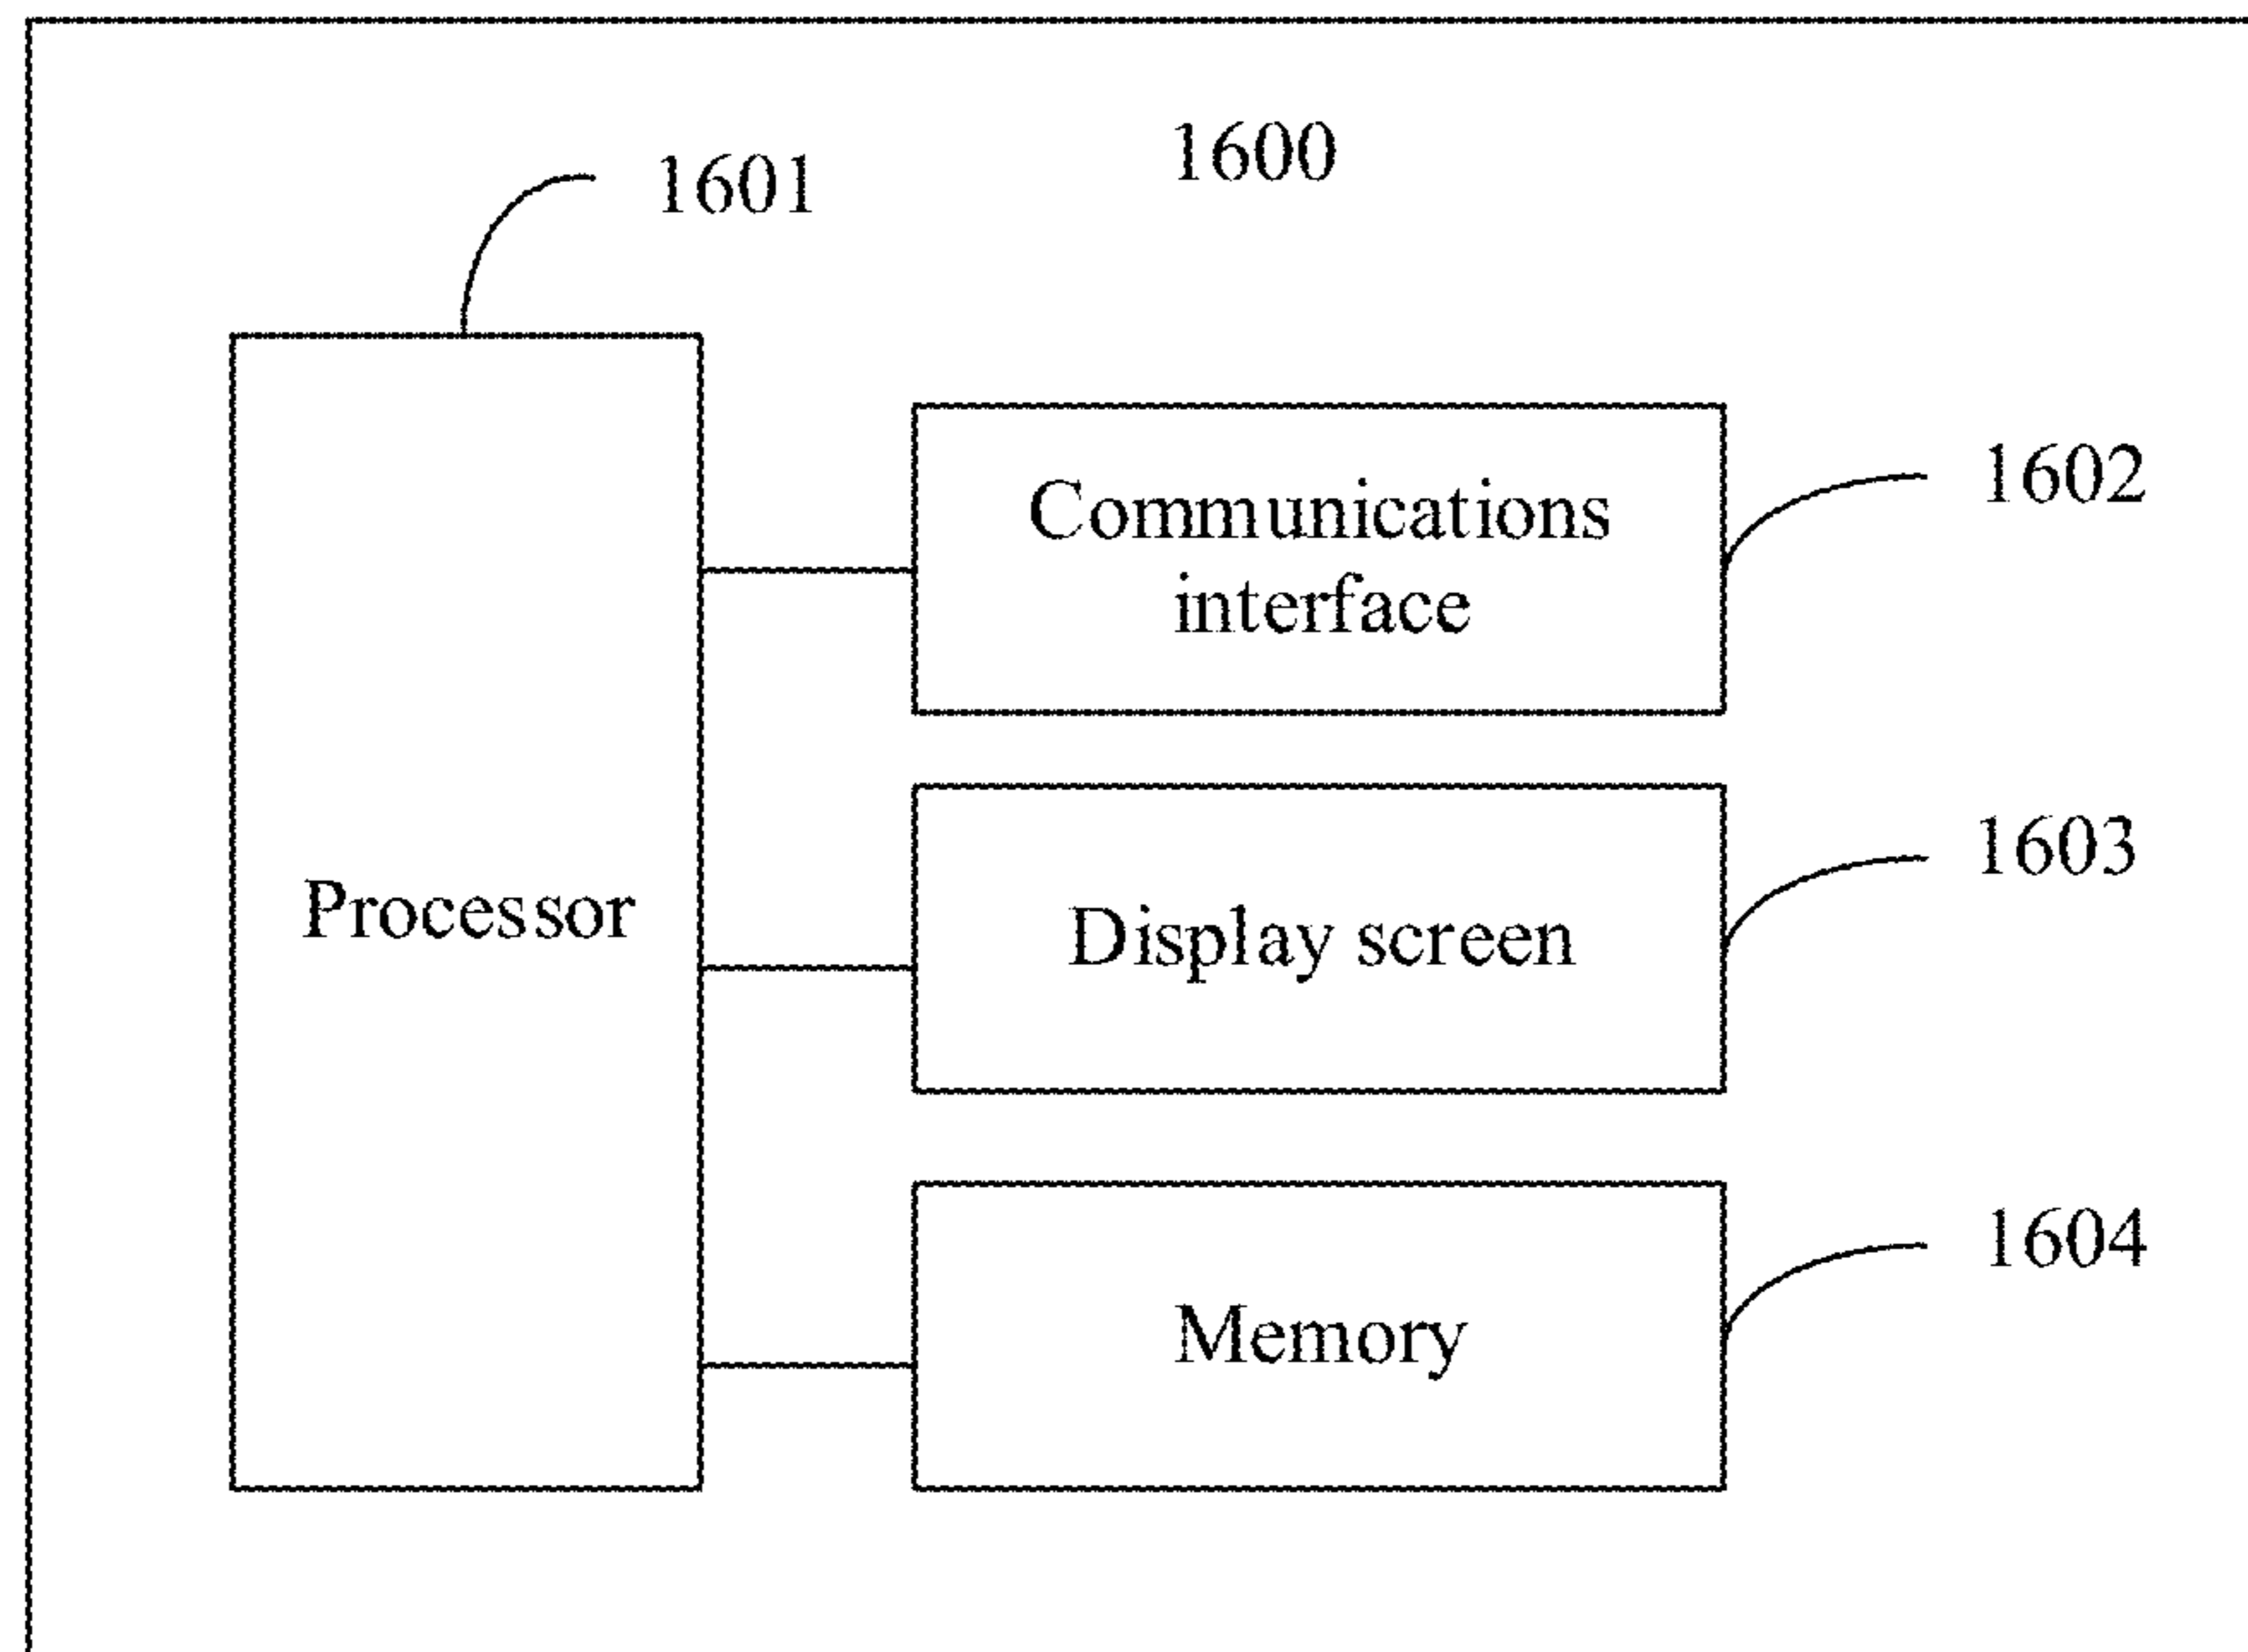 1600
1601
Communications
interface
1602
Processor
Display screen
1603
Memory
1604